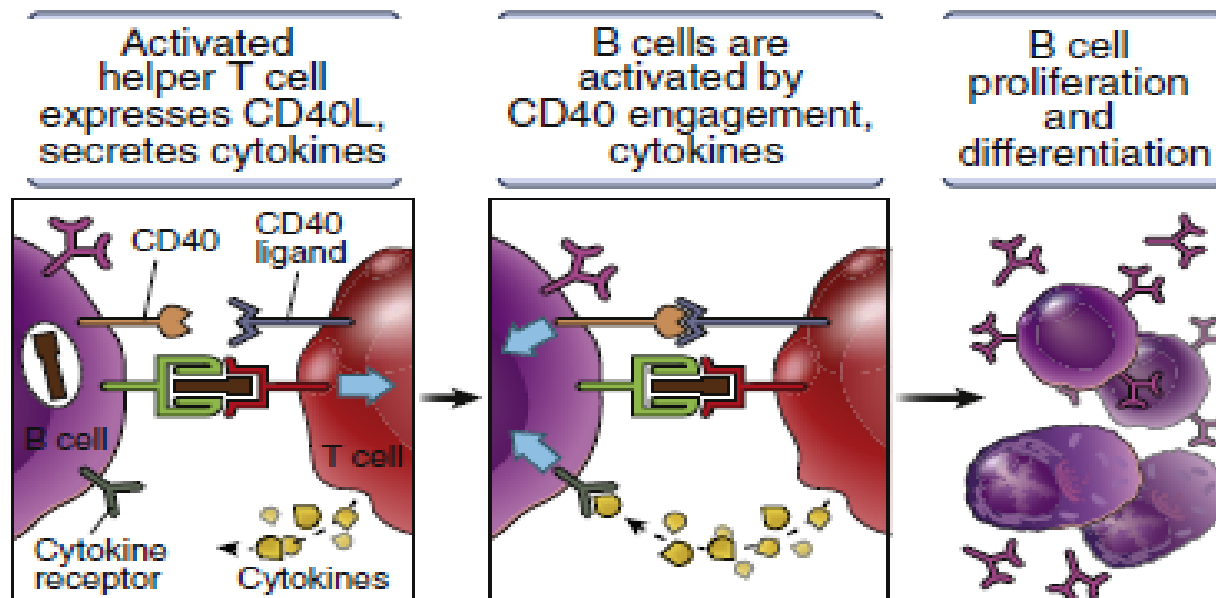 Activated
helper T cell
expresses CD40L,
secretes cytokines
B cells are
activated by
CD40 engagement,
cytokines
B cell
proliferation
and
differentiation
CD40
CD40
ligand
B cell
T cell
Cytokine
receptor
Cytokines